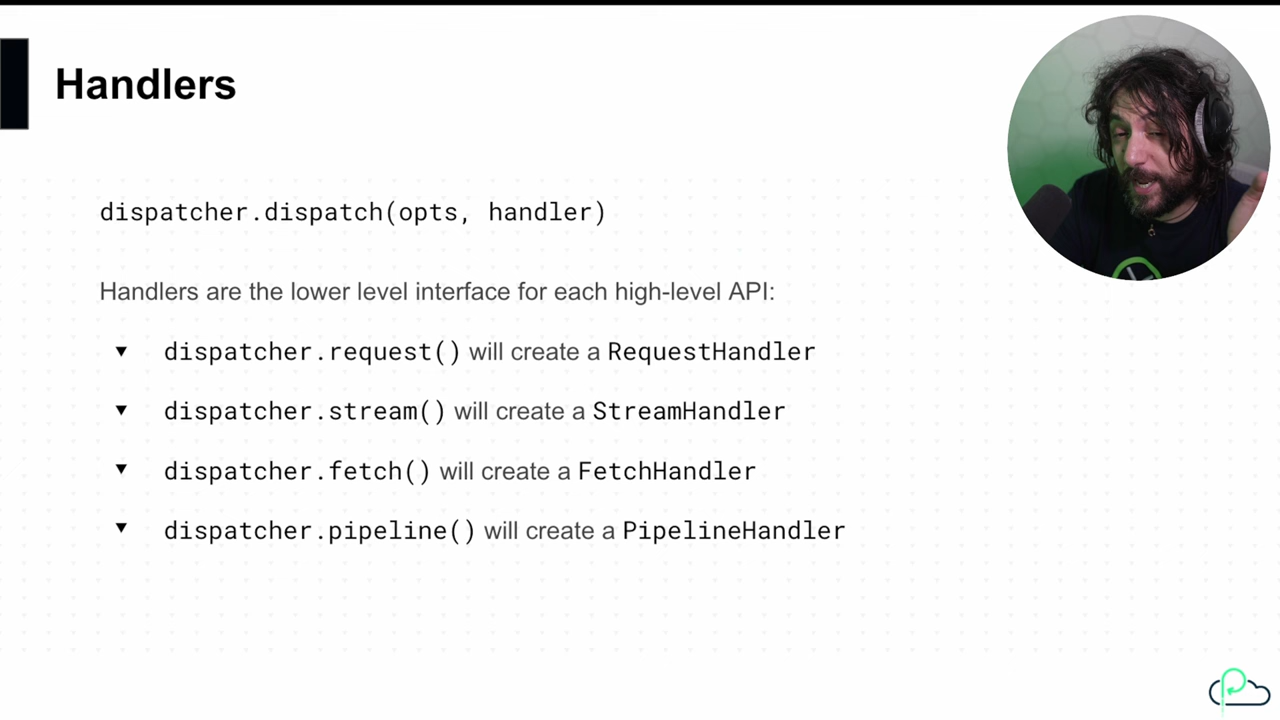 Handlers
dispatcher.dispatch(opts, handler)
Handlers are the lower level interface for each high-level API:
dispatcher.request() will create a RequestHandler
dispatcher.stream() will create a StreamHandler
dispatcher.fetch() will create a FetchHandler
dispatcher.pipeline() will create a PipelineHandler